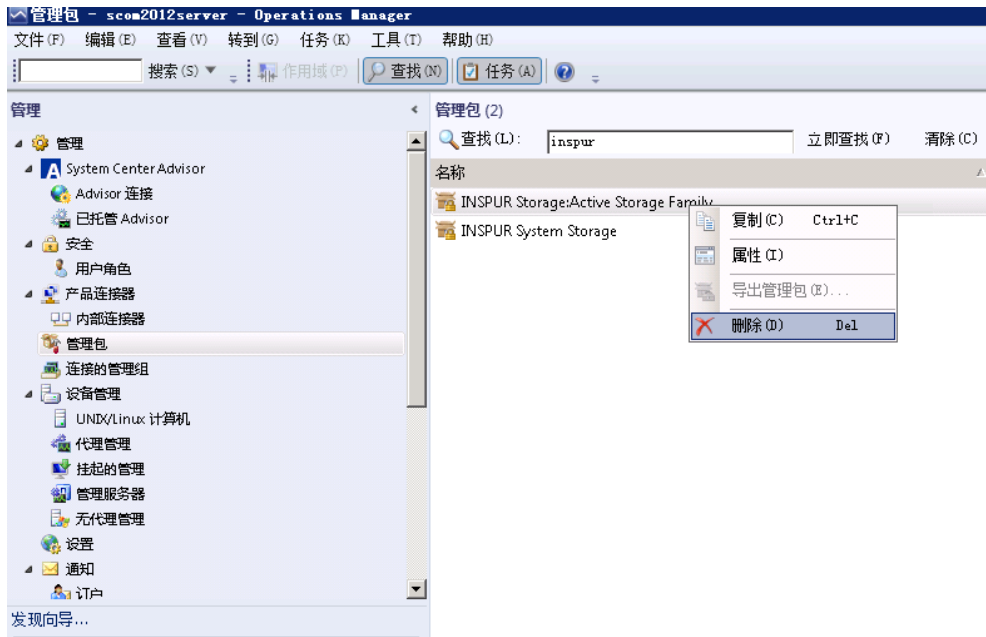 管理包 - scom2012server - Operations Manager
文件(F) 编辑(E) 查看(V) 转到(G) 任务(K) 工具(T) 帮助(H)
搜索(S) 作用域(P) 查找(N) 任务(A)
管理
管理
System Center Advisor
Advisor 连接
已托管 Advisor
安全
用户角色
产品连接器
内部连接器
管理包
连接的管理组
设备管理
UNIX/Linux 计算机
代理管理
挂起的管理
管理服务器
无代理管理
设置
通知
订户
发现向导...
管理包 (2)
查找(L): inspur 立即查找(F) 清除(C)
名称
INSPUR Storage:Active Storage Family
INSPUR System Storage
复制(C) Ctrl+C
属性(I)
导出管理包(E)...
删除(D) Del